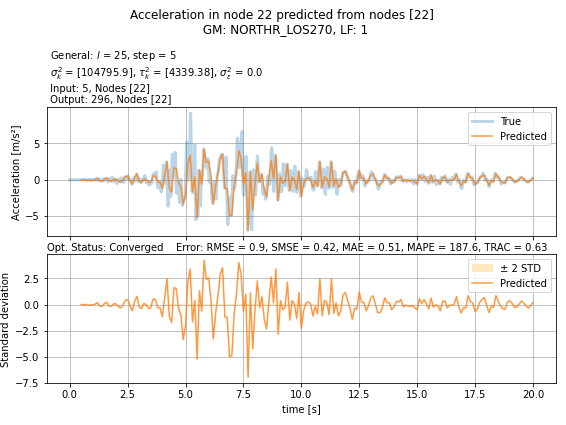 Acceleration in node 22 predicted from nodes [22]
GM: NORTHR_LOS270, LF: 1
General: l = 25, step = 5
σ²ₖ = [104795.9], τ²ₖ = [4339.38], σ²ε = 0.0
Input: 5, Nodes [22]
Output: 296, Nodes [22]
Acceleration [m/s²]
5
0
−5
True
Predicted
Opt. Status: Converged Error: RMSE = 0.9, SMSE = 0.42, MAE = 0.51, MAPE = 187.6, TRAC = 0.63
Standard deviation
2.5
0.0
−2.5
−5.0
−7.5
± 2 STD
Predicted
0.0 2.5 5.0 7.5 10.0 12.5 15.0 17.5 20.0
time [s]